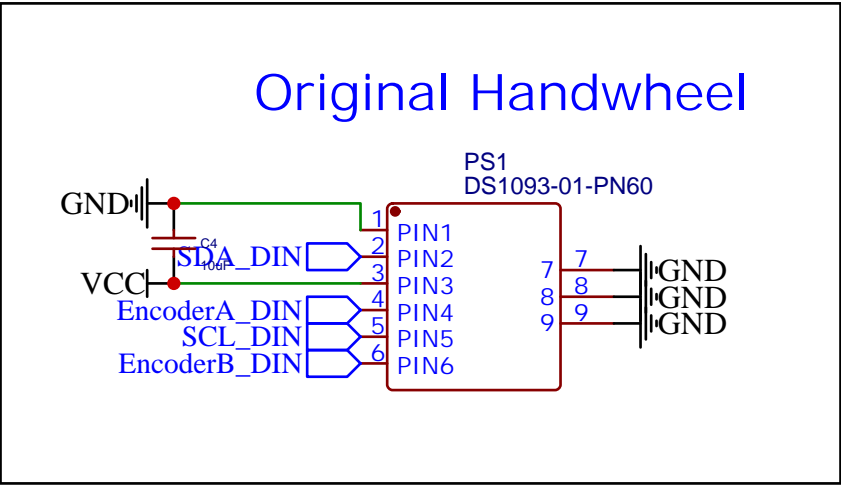 Original Handwheel
PS1
DS1093-01-PN60
GND
1
PIN1
C4
10uF
SDA_DIN
2
PIN2
VCC
3
PIN3
EncoderA_DIN
4
PIN4
SCL_DIN
5
PIN5
EncoderB_DIN
6
PIN6
7
7
GND
8
8
GND
9
9
GND